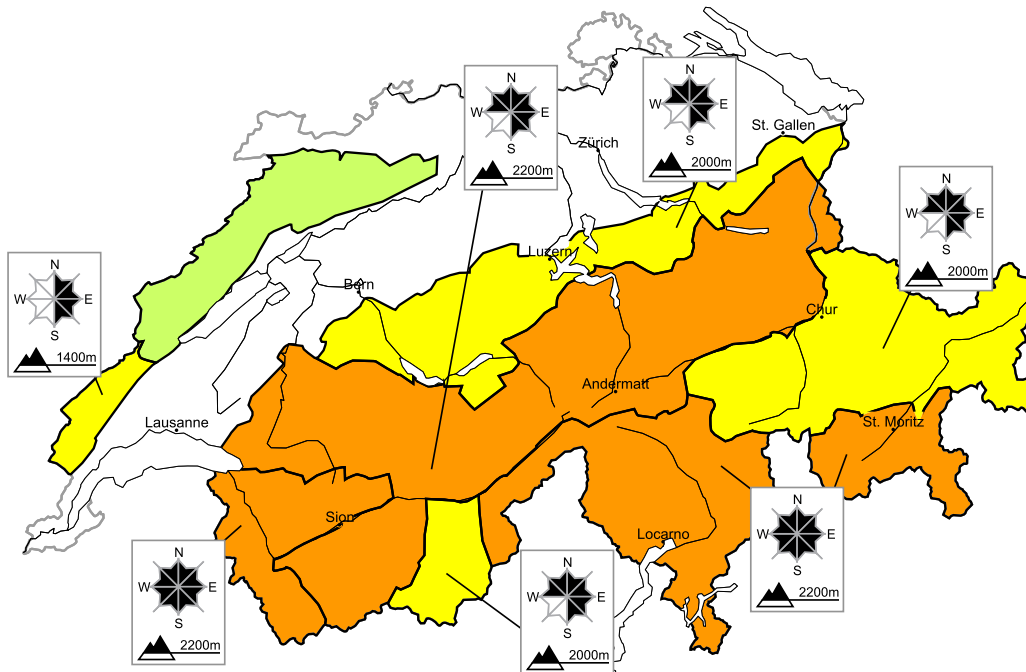 N
W E
S
2200m
N
W E
S
2000m
St. Gallen
Zürich
N
W E
S
2000m
Luzern
N
W E
S
1400m
Bern
Chur
Andermatt
Lausanne
St. Moritz
Sion
Locarno
N
W E
S
2200m
N
W E
S
2200m
N
W E
S
2000m